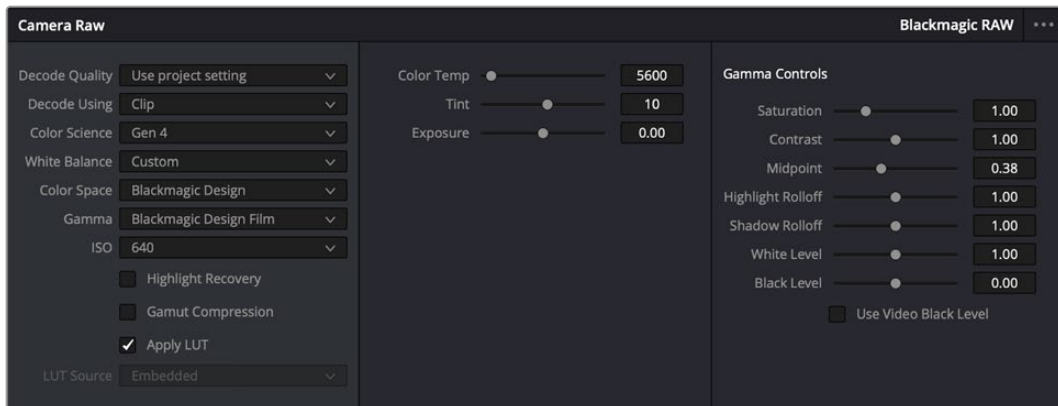 Camera Raw
Blackmagic RAW
Decode Quality Use project setting
Decode Using Clip
Color Science Gen 4
White Balance Custom
Color Space Blackmagic Design
Gamma Blackmagic Design Film
ISO 640
Highlight Recovery
Gamut Compression
Apply LUT
LUT Source Embedded
Color Temp 5600
Tint 10
Exposure 0.00
Gamma Controls
Saturation 1.00
Contrast 1.00
Midpoint 0.38
Highlight Rolloff 1.00
Shadow Rolloff 1.00
White Level 1.00
Black Level 0.00
Use Video Black Level